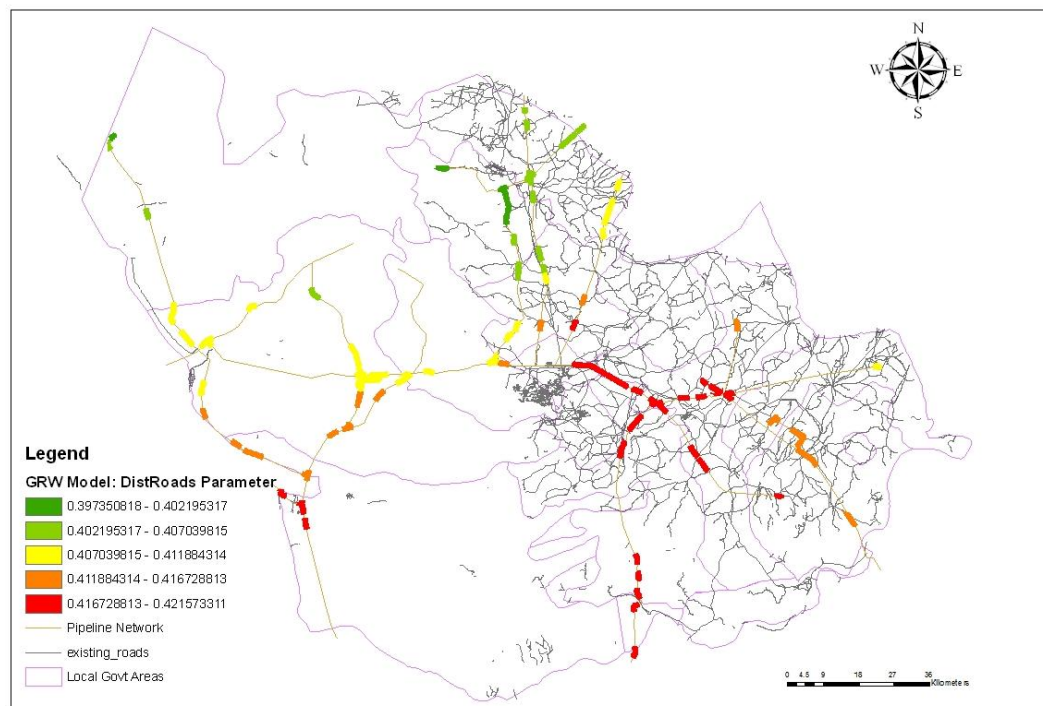 N
W E
S
Legend
GRW Model: DistRoads Parameter
0.397350818 - 0.402195317
0.402195317 - 0.407039815
0.407039815 - 0.411884314
0.411884314 - 0.416728813
0.416728813 - 0.421573311
Pipeline Network
existing_roads
Local Govt Areas
0 4.5 9 18 27 36
Kilometers